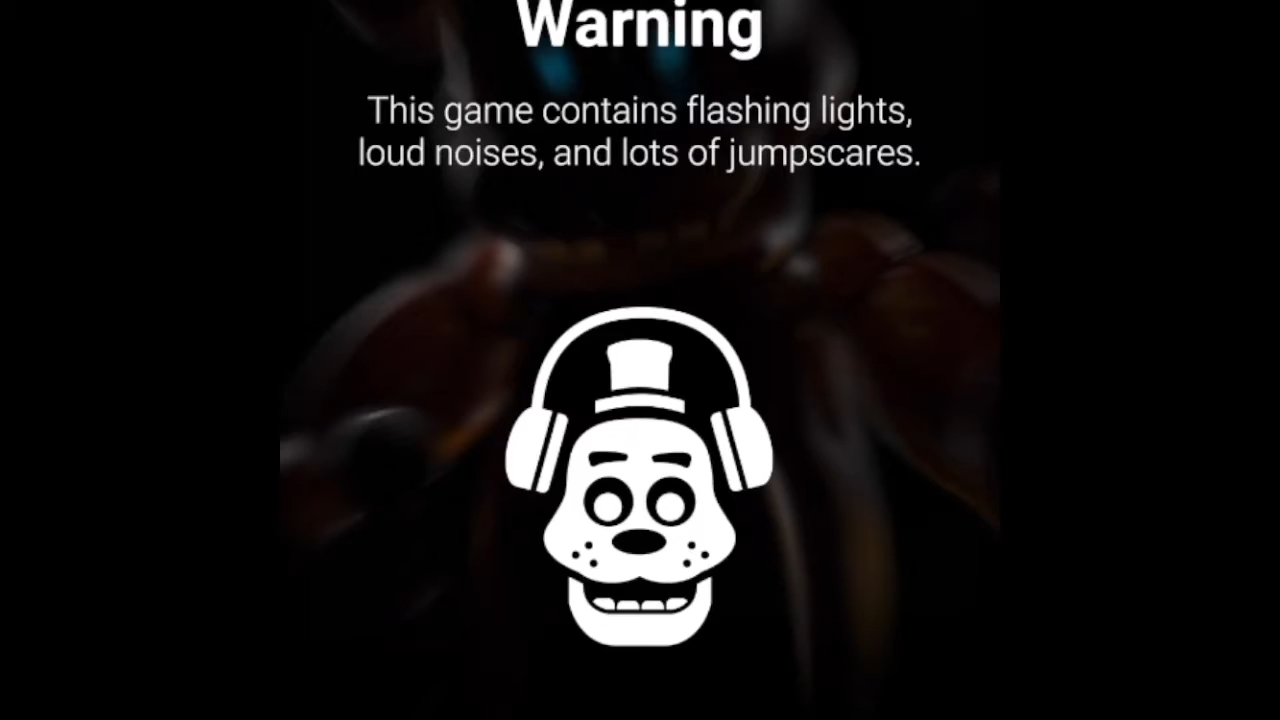 Warning
This game contains flashing lights,
loud noises, and lots of jumpscares.